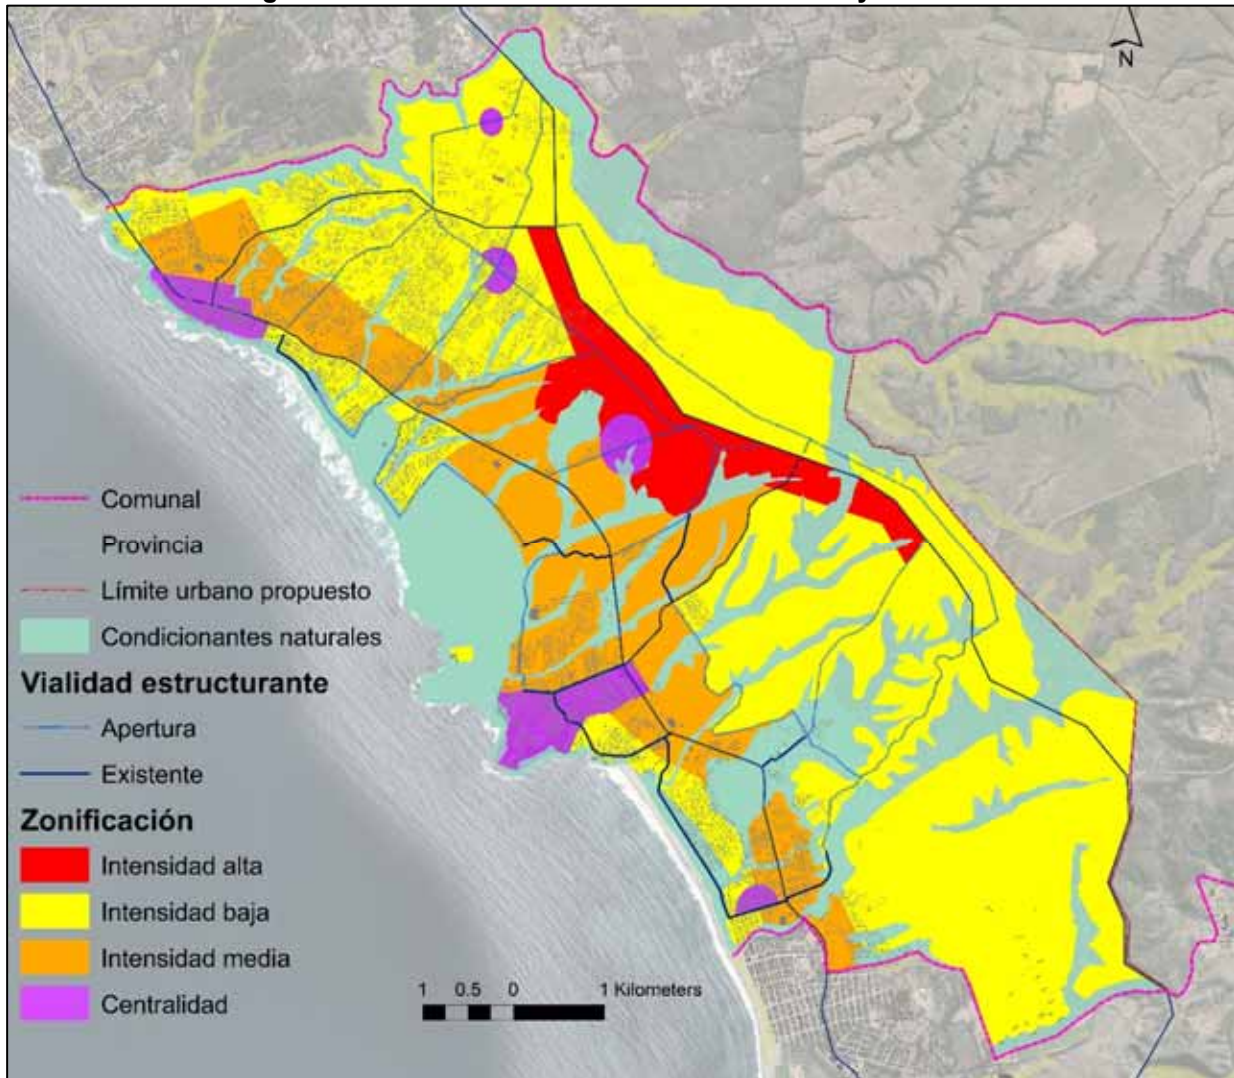 N
Comunal
Provincia
Límite urbano propuesto
Condicionantes naturales
Vialidad estructurante
Apertura
Existente
Zonificación
Intensidad alta
Intensidad baja
Intensidad media
Centralidad
1 0.5 0 1 Kilometers